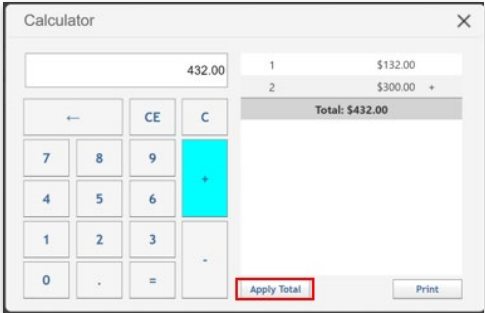 Calculator
432.00
← CE C
7 8 9 +
4 5 6
1 2 3 -
0 . =
1 $132.00
2 $300.00 +
Total: $432.00
Apply Total Print